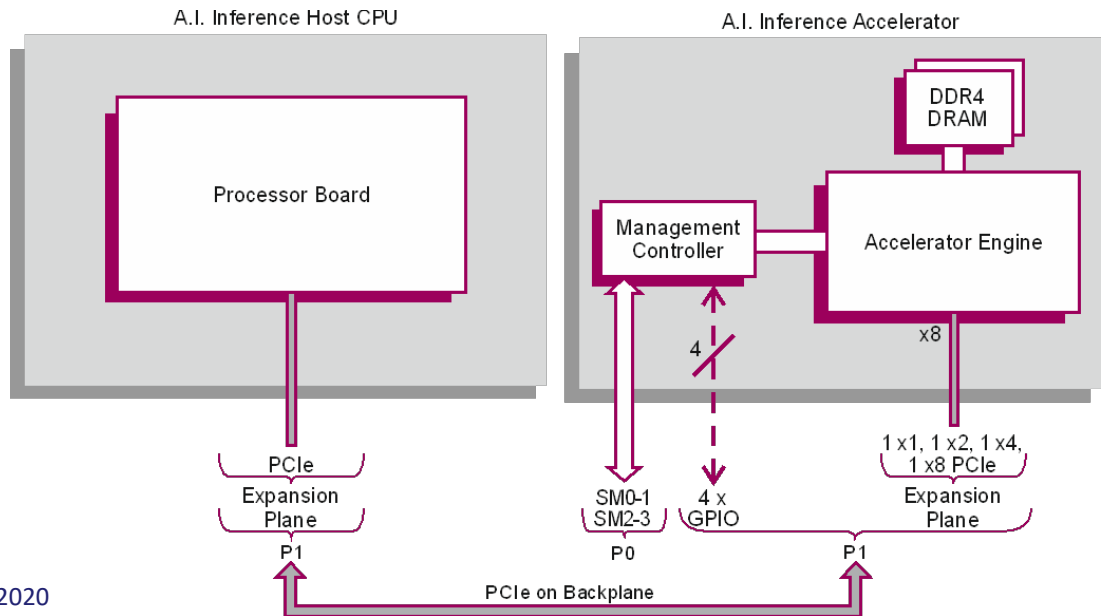 A.I. Inference Host CPU
A.I. Inference Accelerator
Processor Board
DDR4
DRAM
Management
Controller
Accelerator Engine
x8
4
PCIe
Expansion
Plane
P1
SM0-1
SM2-3
P0
4 x
GPIO
1 x1, 1 x2, 1 x4,
1 x8 PCIe
Expansion
Plane
P1
PCIe on Backplane
2020